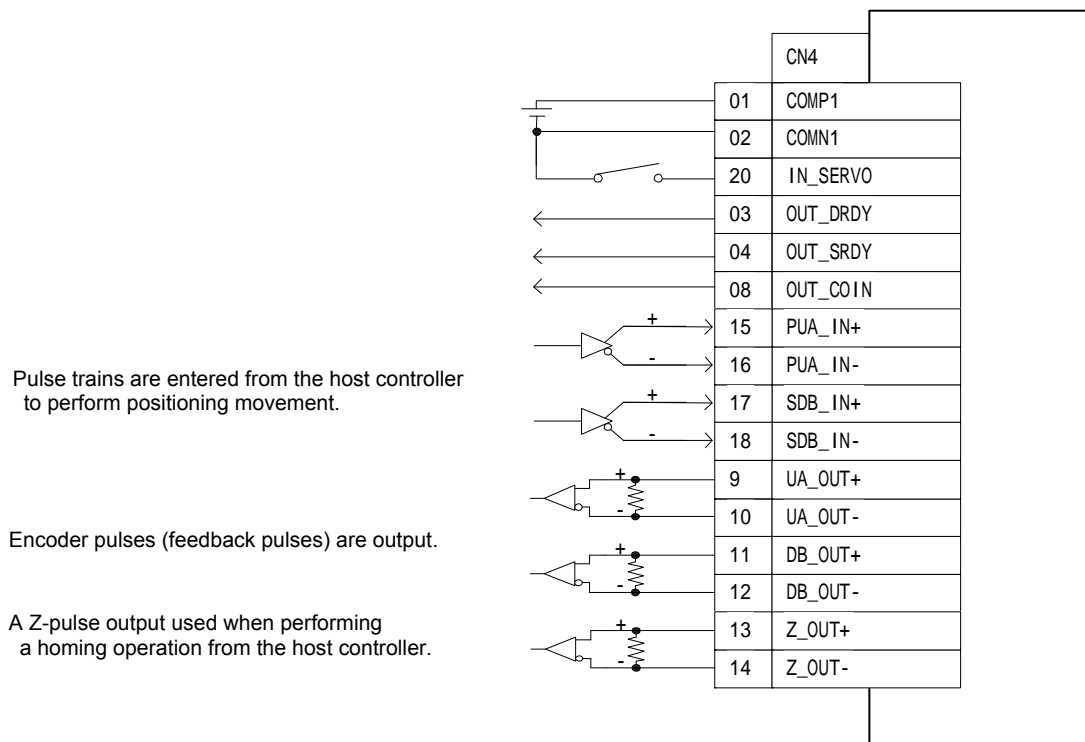 CN4
01 COMP1
02 COMN1
20 IN_SERVO
03 OUT_DRDY
04 OUT_SRDY
08 OUT_COIN
+ 15 PUA_IN+
- 16 PUA_IN-
Pulse trains are entered from the host controller
to perform positioning movement.
+ 17 SDB_IN+
- 18 SDB_IN-
+ 9 UA_OUT+
- 10 UA_OUT-
Encoder pulses (feedback pulses) are output.
+ 11 DB_OUT+
- 12 DB_OUT-
A Z-pulse output used when performing
a homing operation from the host controller.
+ 13 Z_OUT+
- 14 Z_OUT-